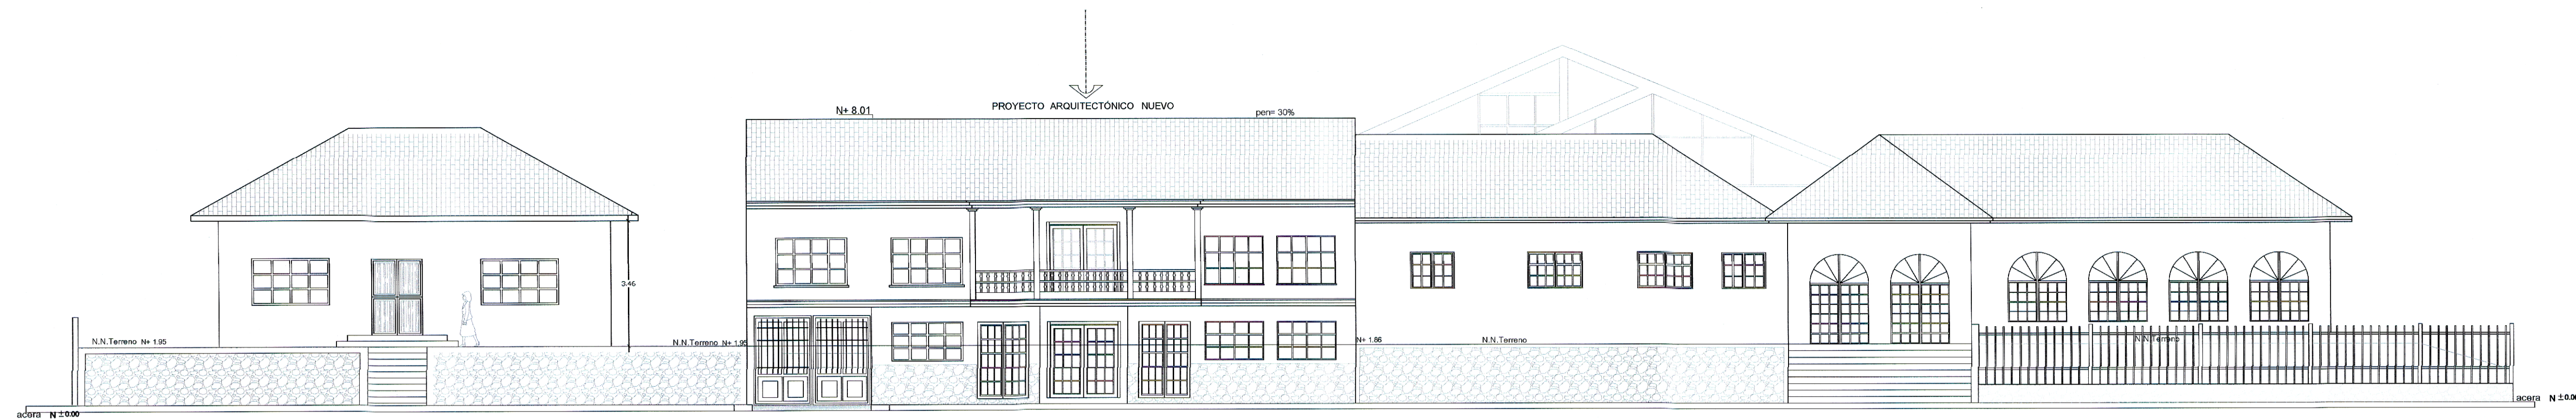 PROYECTO ARQUITECTÓNICO NUEVO
N+ 8.01
pen= 30%
3.46
N.N.Terreno N+ 1.95
N.N.Terreno N+ 1.95
N+ 1.86
N.N.Terreno
N.N.Terreno
acera N ±0.00
acera N ±0.00